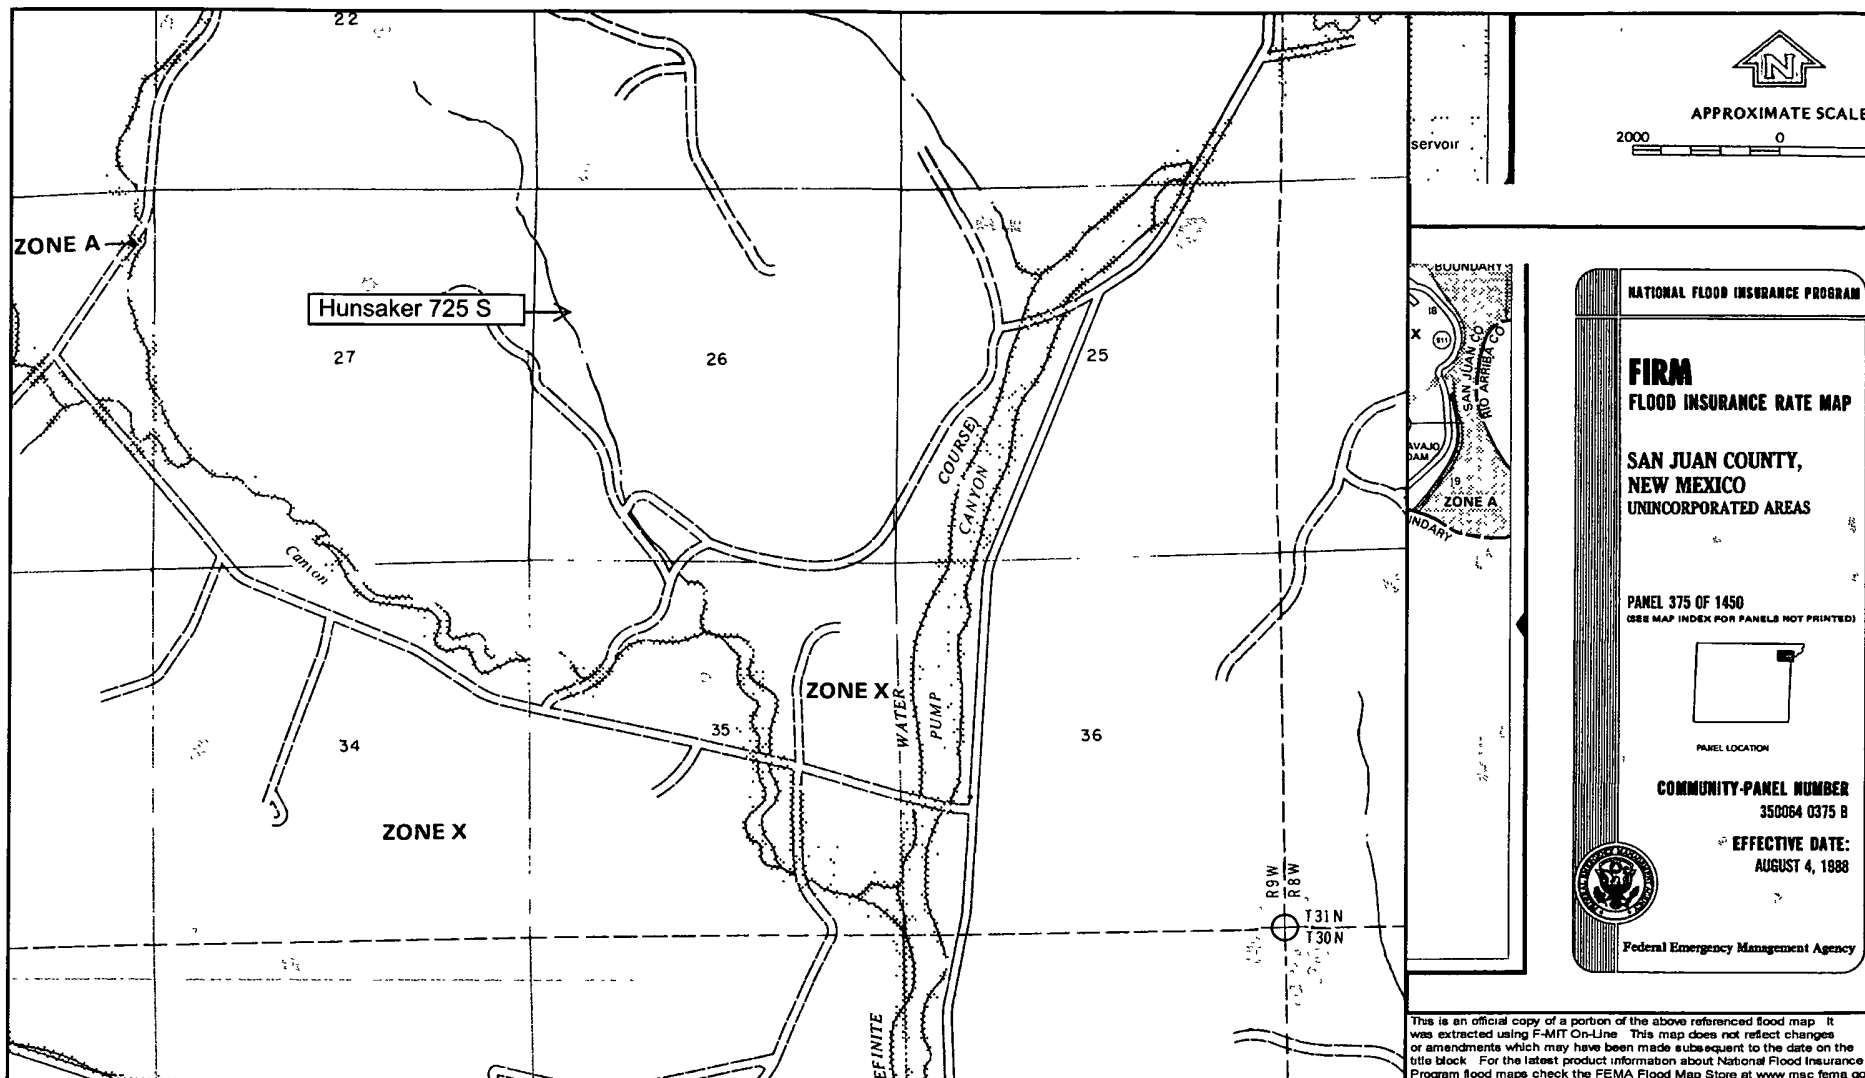 22
ZONE A
Hunsaker 725 S
27
26
25
COURSE)
CANYON
Canyon
ZONE X
WATER
PUMP
34
35
36
ZONE X
R9W
R8W
T31N
T30N
EFINITE
APPROXIMATE SCALE
2000
0
servoir
BOUNDARY
18
X
511
SAN JUAN CO
RIO ARRIBA CO
AVAJO
DAM
19
ZONE A
INDARY
NATIONAL FLOOD INSURANCE PROGRAM
FIRM
FLOOD INSURANCE RATE MAP
SAN JUAN COUNTY,
NEW MEXICO
UNINCORPORATED AREAS
PANEL 375 OF 1450
(SEE MAP INDEX FOR PANELS NOT PRINTED)
PANEL LOCATION
COMMUNITY-PANEL NUMBER
350064 0375 B
EFFECTIVE DATE:
AUGUST 4, 1988
Federal Emergency Management Agency
This is an official copy of a portion of the above referenced flood map It
was extracted using F-MIT On-Line This map does not reflect changes
or amendments which may have been made subsequent to the date on the
title block For the latest product information about National Flood Insurance
Program flood maps check the FEMA Flood Map Store at www msc fema go